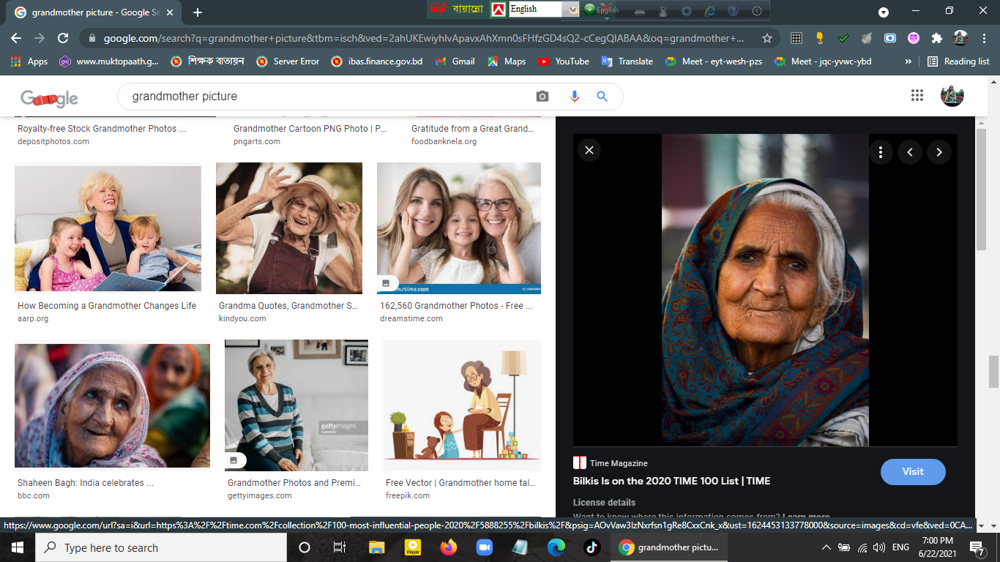 grandmother picture - Google Se
বায়ান্নো
English
English
google.com/search?q=grandmother+picture&tbm=isch&ved=2ahUKEwiyhIvApavxAhXmn0sFHfzGD4sQ2-cCegQIABAA&oq=grandmother+...
Apps
www.muktopaath.g...
শিক্ষক বাতায়ন
Server Error
ibas.finance.gov.bd
Gmail
Maps
YouTube
Translate
Meet - eyt-wesh-pzs
Meet - jqc-yvwc-ybd
»
Reading list
Google
grandmother picture
Royalty-free Stock Grandmother Photos ...
depositphotos.com
Grandmother Cartoon PNG Photo | P...
pngarts.com
Gratitude from a Great Grand...
foodbanknela.org
How Becoming a Grandmother Changes Life
aarp.org
Grandma Quotes, Grandmother S...
kindyou.com
162,560 Grandmother Photos - Free ...
dreamstime.com
gettyimages
Shaheen Bagh: India celebrates ...
bbc.com
Grandmother Photos and Premi...
gettyimages.com
Free Vector | Grandmother home tal...
freepik.com
Time Magazine
Bilkis Is on the 2020 TIME 100 List | TIME
Visit
License details
Want to know where this information comes from? Learn more
https://www.google.com/url?sa=i&url=https%3A%2F%2Ftime.com%2Fcollection%2F100-most-influential-people-2020%2F5888255%2Fbilkis%2F&psig=AOvVaw3IzNxrfsn1gRe8CxxCnk_x&ust=1624453133778000&source=images&cd=vfe&ved=0CA...
Type here to search
Player
grandmother pictu...
ENG
7:00 PM
6/22/2021
7